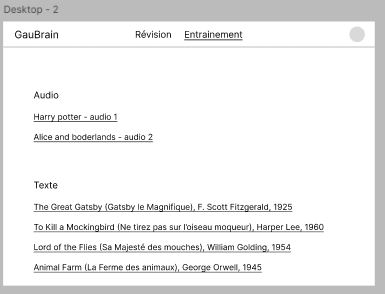 Desktop - 2
GauBrain Révision Entrainement
Audio
Harry potter - audio 1
Alice and boderlands - audio 2
Texte
The Great Gatsby (Gatsby le Magnifique), F. Scott Fitzgerald, 1925
To Kill a Mockingbird (Ne tirez pas sur l'oiseau moqueur), Harper Lee, 1960
Lord of the Flies (Sa Majesté des mouches), William Golding, 1954
Animal Farm (La Ferme des animaux), George Orwell, 1945